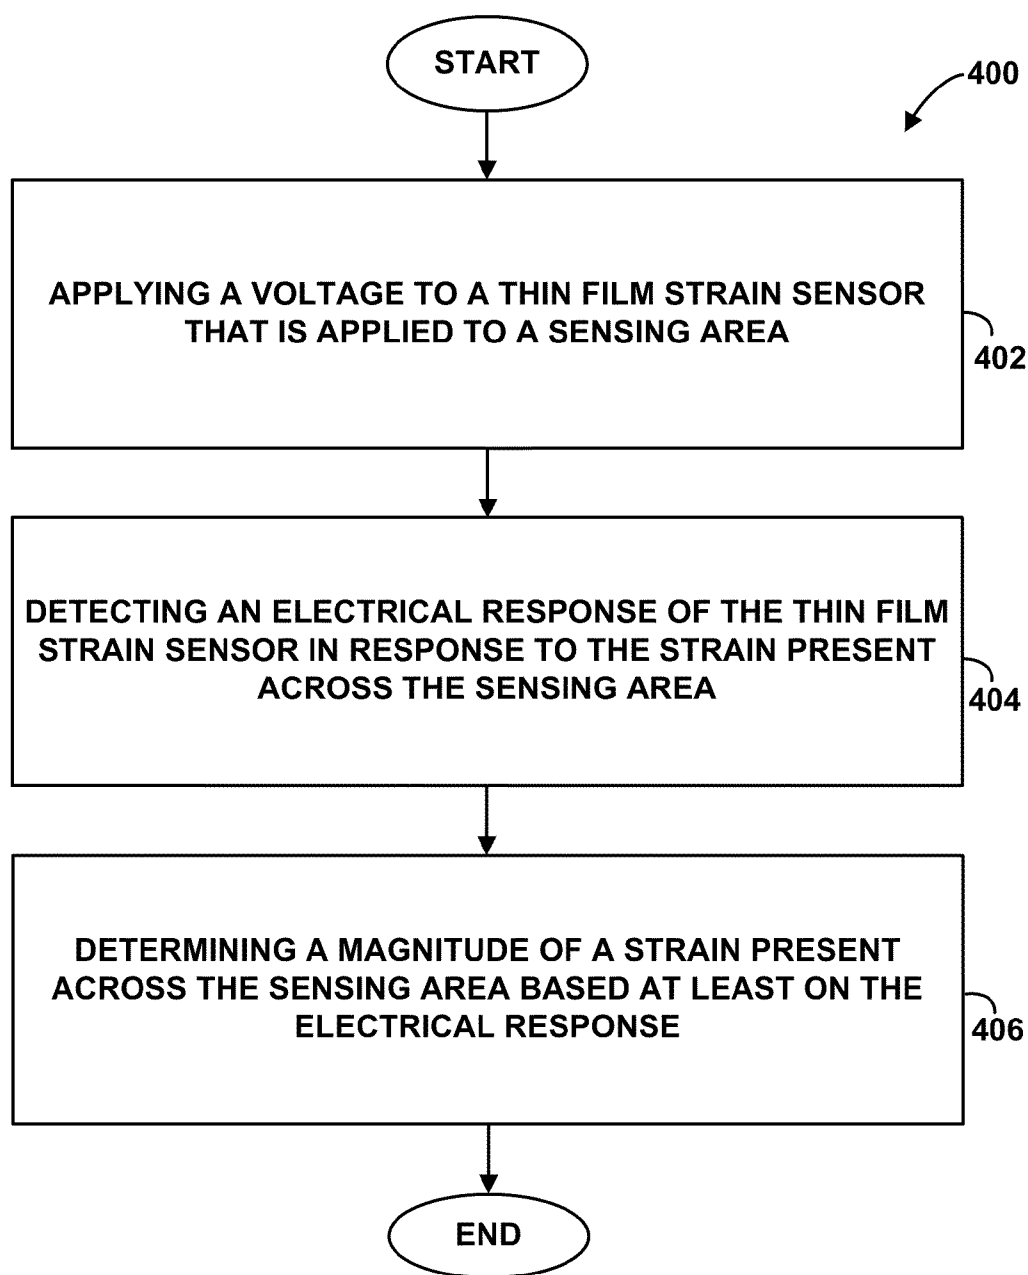 START
400
APPLYING A VOLTAGE TO A THIN FILM STRAIN SENSOR
THAT IS APPLIED TO A SENSING AREA
402
DETECTING AN ELECTRICAL RESPONSE OF THE THIN FILM
STRAIN SENSOR IN RESPONSE TO THE STRAIN PRESENT
ACROSS THE SENSING AREA
404
DETERMINING A MAGNITUDE OF A STRAIN PRESENT
ACROSS THE SENSING AREA BASED AT LEAST ON THE
ELECTRICAL RESPONSE
406
END